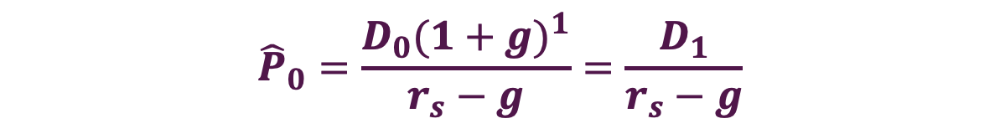 P̂₀ = D₀(1 + g)¹ / (rₛ − g) = D₁ / (rₛ − g)